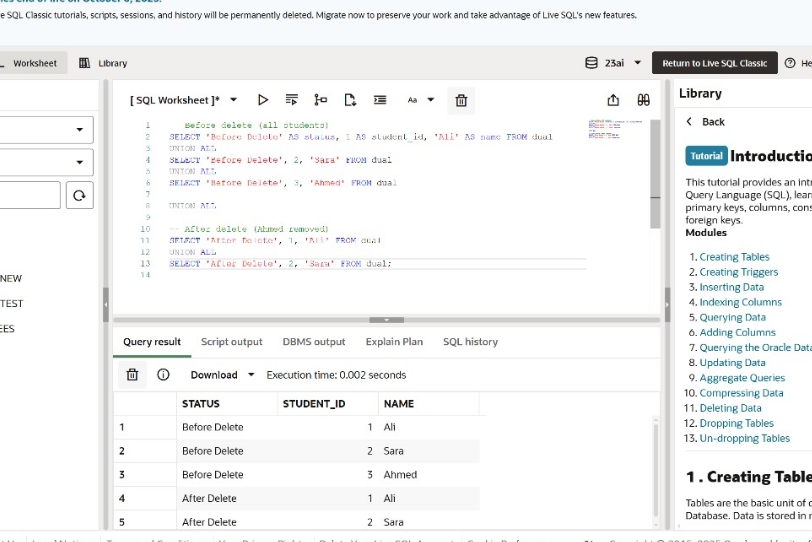 SQL Classic tutorials, scripts, sessions, and history will be permanently deleted. Migrate now to preserve your work and take advantage of Live SQL's new features.
Worksheet
Library
23ai
Return to Live SQL Classic
[ SQL Worksheet ]*
Aa
Library
Back
1 Before delete (all students)
2 SELECT 'Before Delete' AS status, 1 AS student_id, 'Ali' AS name FROM dual
3 UNION ALL
4 SELECT 'Before Delete', 2, 'Sara' FROM dual
5 UNION ALL
6 SELECT 'Before Delete', 3, 'Ahmed' FROM dual
7
8 UNION ALL
9
10 -- After delete (Ahmed removed)
11 SELECT 'After Delete', 1, 'Ali' FROM dual
12 UNION ALL
13 SELECT 'After Delete', 2, 'Sara' FROM dual;
14
NEW
TEST
Tutorial
This tutorial provides an
Query Language (SQL),
primary keys, columns,
foreign keys.
Modules
1. Creating Tables
2. Creating Triggers
3. Inserting Data
4. Indexing Columns
5. Querying Data
6. Adding Columns
7. Querying the Oracle
8. Updating Data
9. Aggregate Queries
10. Compressing Data
11. Deleting Data
12. Dropping Tables
13. Un-dropping Tables
1. Creating
Tables are the basic unit of
Database. Data is stored in
Query result Script output DBMS output Explain Plan SQL history
Download Execution time: 0.002 seconds
STATUS STUDENT_ID NAME
1 Before Delete 1 Ali
2 Before Delete 2 Sara
3 Before Delete 3 Ahmed
4 After Delete 1 Ali
5 After Delete 2 Sara